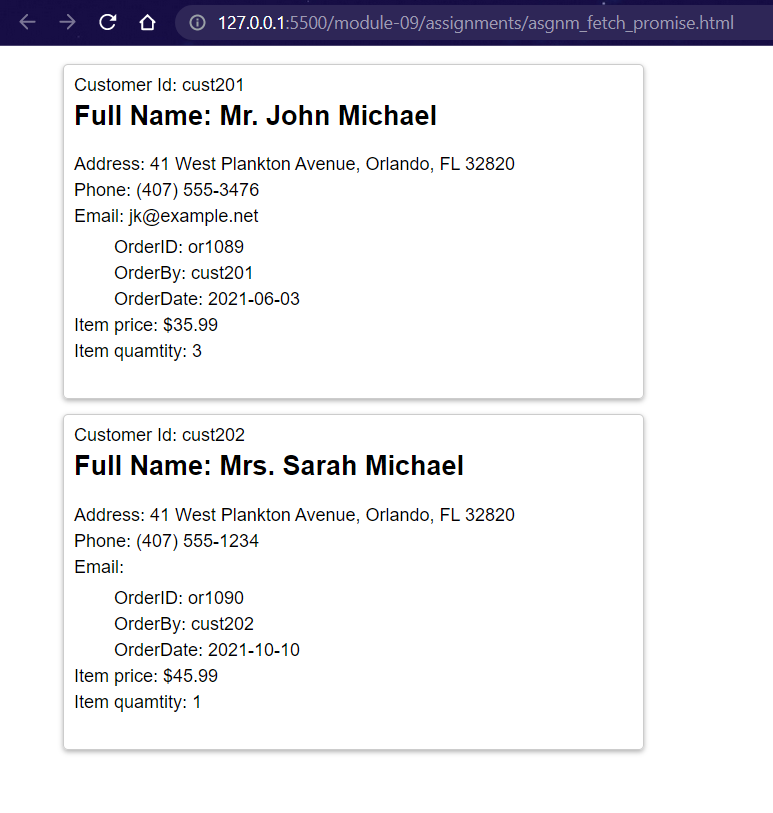 127.0.0.1:5500/module-09/assignments/asgnm_fetch_promise.html
Customer Id: cust201
Full Name: Mr. John Michael
Address: 41 West Plankton Avenue, Orlando, FL 32820
Phone: (407) 555-3476
Email: jk@example.net
OrderID: or1089
OrderBy: cust201
OrderDate: 2021-06-03
Item price: $35.99
Item quamtity: 3
Customer Id: cust202
Full Name: Mrs. Sarah Michael
Address: 41 West Plankton Avenue, Orlando, FL 32820
Phone: (407) 555-1234
Email:
OrderID: or1090
OrderBy: cust202
OrderDate: 2021-10-10
Item price: $45.99
Item quamtity: 1